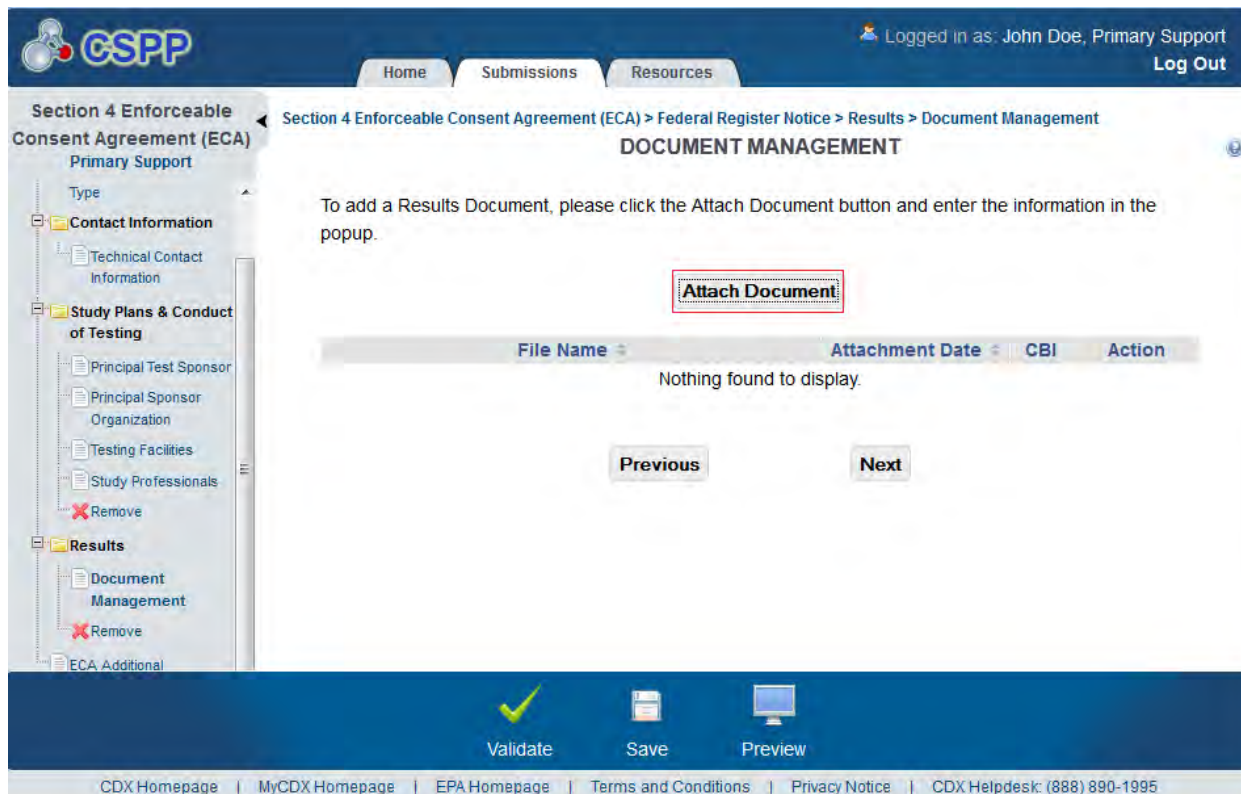 CSPP
Logged in as: John Doe, Primary Support
Log Out
Home Submissions Resources
Section 4 Enforceable
Consent Agreement (ECA)
Primary Support
Type
Contact Information
Technical Contact
Information
Study Plans & Conduct
of Testing
Principal Test Sponsor
Principal Sponsor
Organization
Testing Facilities
Study Professionals
Remove
Results
Document
Management
Remove
ECA Additional
Section 4 Enforceable Consent Agreement (ECA) > Federal Register Notice > Results > Document Management
DOCUMENT MANAGEMENT
To add a Results Document, please click the Attach Document button and enter the information in the
popup.
Attach Document
File Name Attachment Date CBI Action
Nothing found to display.
Previous Next
Validate Save Preview
CDX Homepage | MyCDX Homepage | EPA Homepage | Terms and Conditions | Privacy Notice | CDX Helpdesk: (888) 890-1995